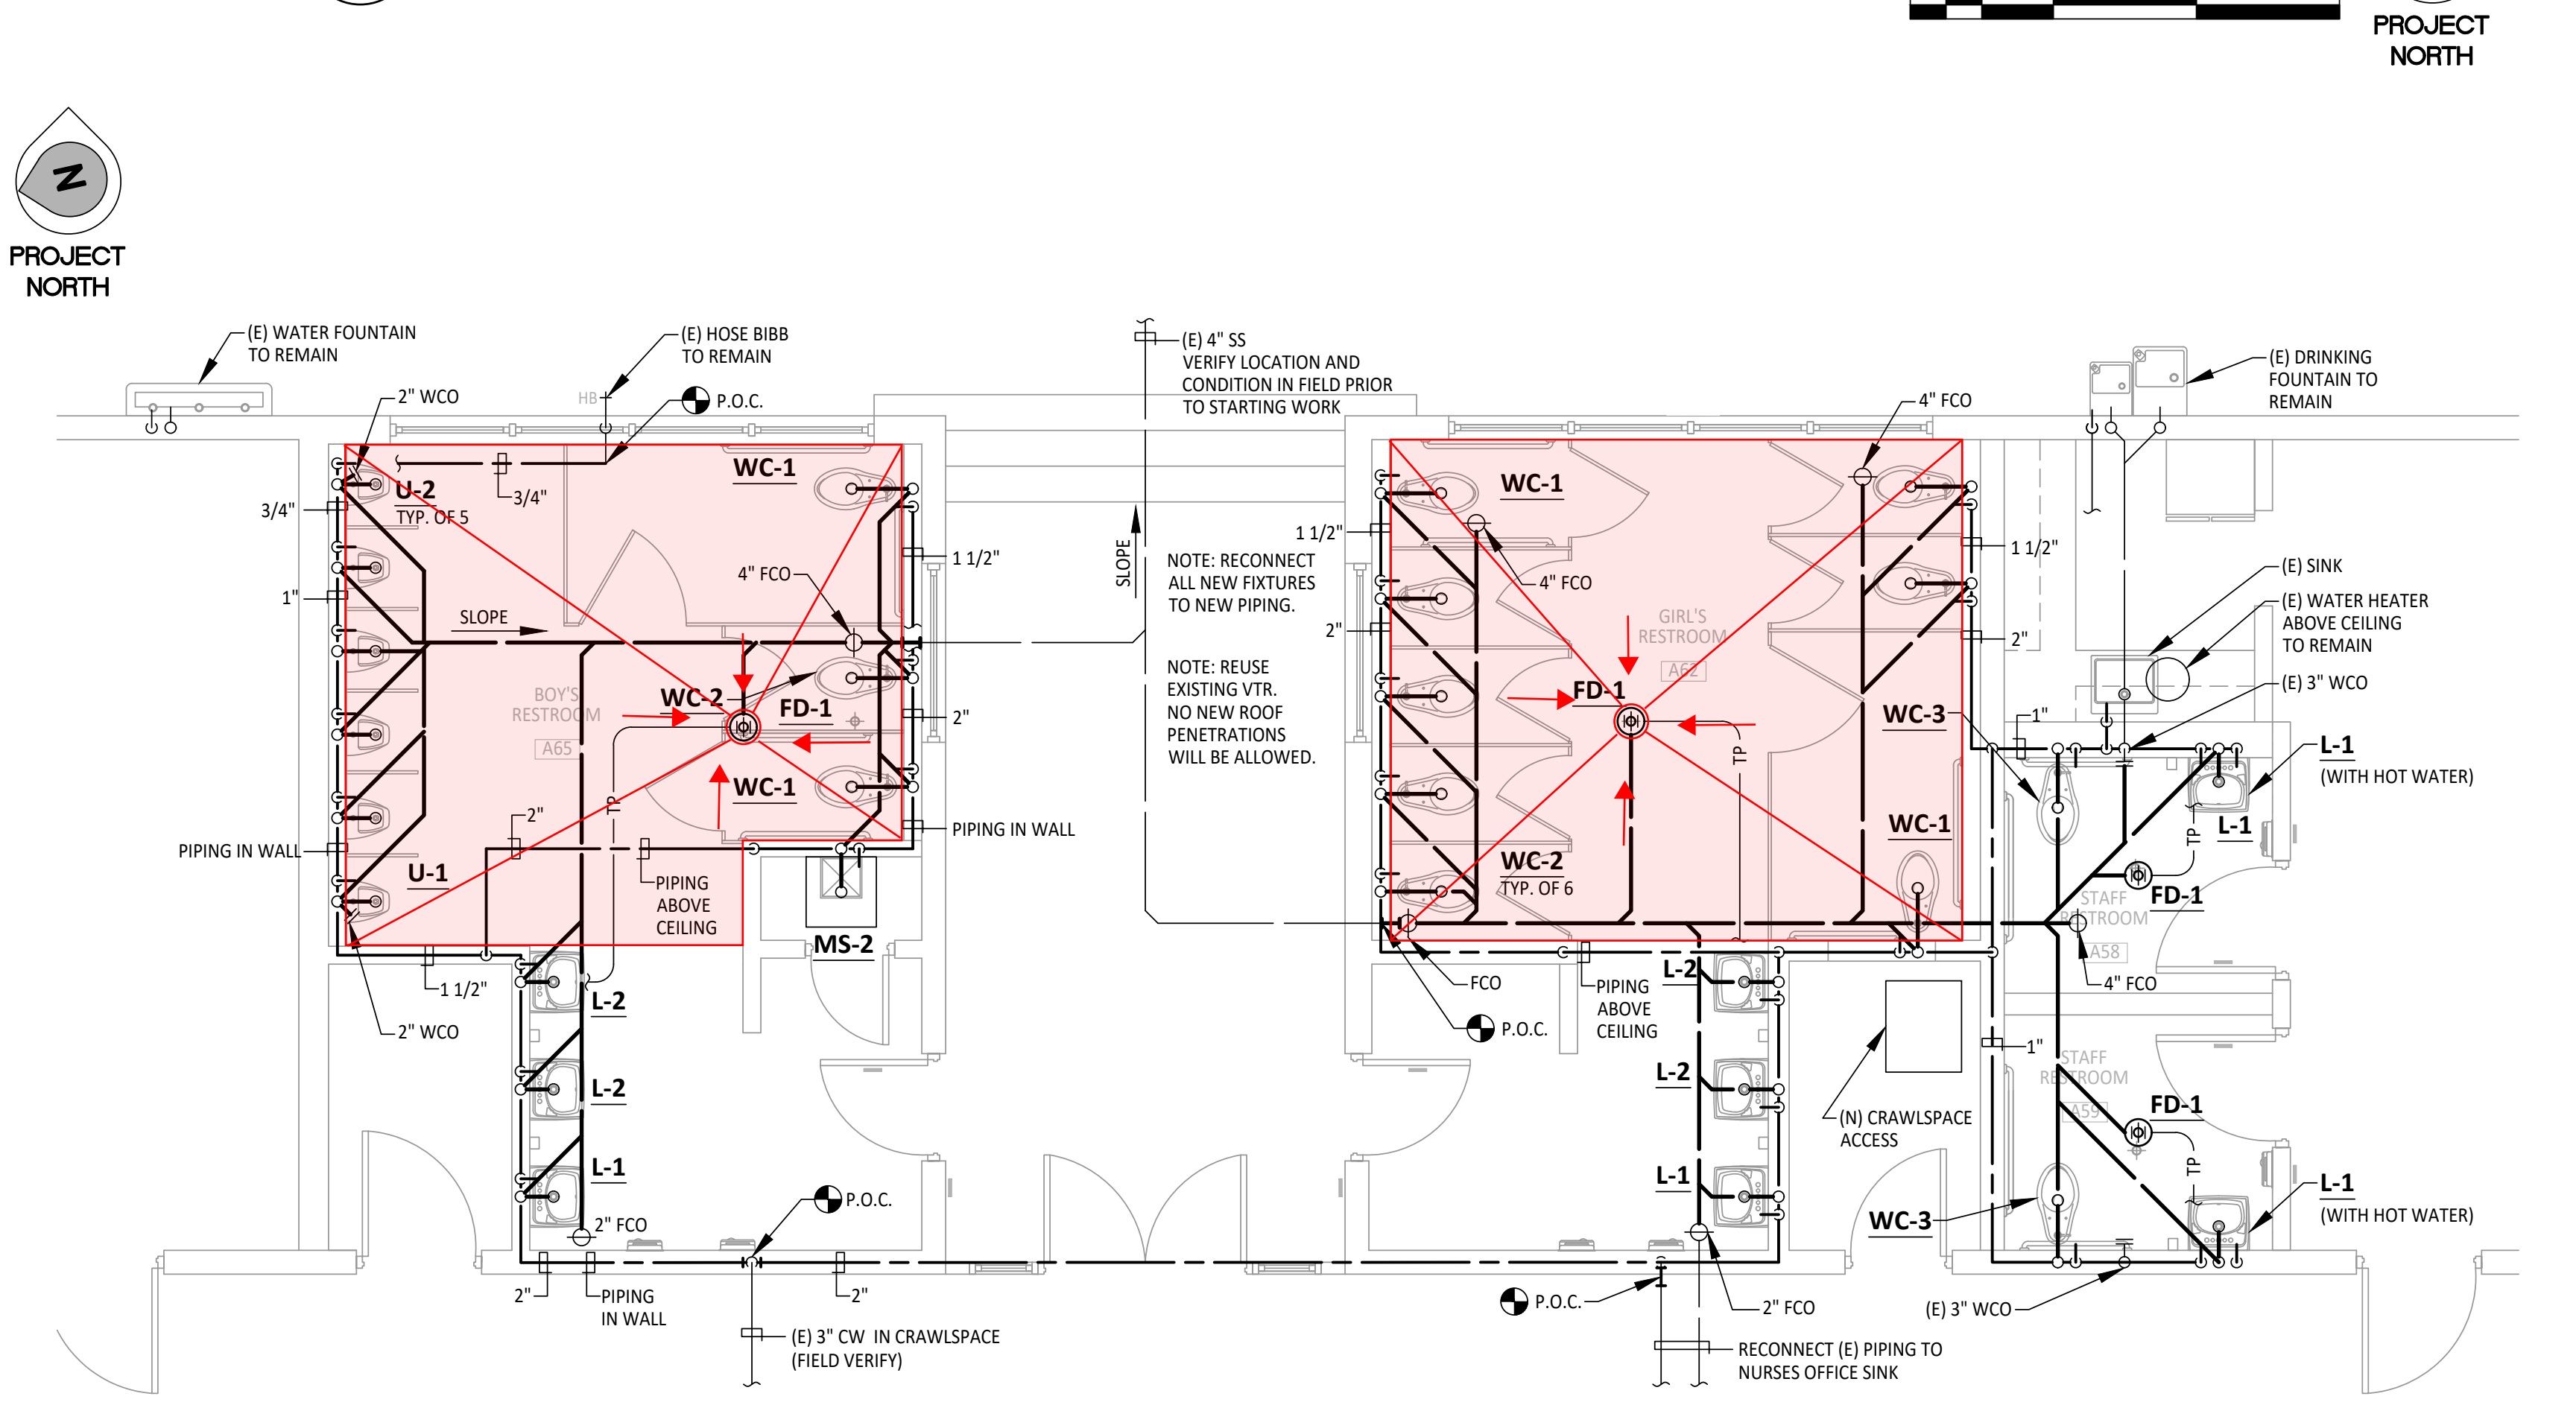 PROJECT
NORTH
N
PROJECT
NORTH
(E) WATER FOUNTAIN
TO REMAIN
2" WCO
HB
(E) HOSE BIBB
TO REMAIN
P.O.C.
(E) 4" SS
VERIFY LOCATION AND
CONDITION IN FIELD PRIOR
TO STARTING WORK
4" FCO
(E) DRINKING
FOUNTAIN TO
REMAIN
3/4"
U-2
TYP. OF 5
3/4"
WC-1
1"
SLOPE
4" FCO
1 1/2"
BOY'S
RESTROOM
A65
WC-2
FD-1
2"
WC-1
TP
2"
PIPING IN WALL
PIPING IN WALL
U-1
PIPING
ABOVE
CEILING
MS-2
1 1/2"
2" WCO
L-2
L-2
L-1
2" FCO
P.O.C.
2"
PIPING
IN WALL
2"
(E) 3" CW IN CRAWLSPACE
(FIELD VERIFY)
SLOPE
NOTE: RECONNECT
ALL NEW FIXTURES
TO NEW PIPING.
NOTE: REUSE
EXISTING VTR.
NO NEW ROOF
PENETRATIONS
WILL BE ALLOWED.
1 1/2"
2"
WC-1
4" FCO
GIRL'S
RESTROOM
A62
FD-1
TP
WC-2
TYP. OF 6
WC-1
1 1/2"
2"
FCO
P.O.C.
PIPING
ABOVE
CEILING
L-2
L-2
L-1
P.O.C.
2" FCO
RECONNECT (E) PIPING TO
NURSES OFFICE SINK
(N) CRAWLSPACE
ACCESS
(E) SINK
(E) WATER HEATER
ABOVE CEILING
TO REMAIN
(E) 3" WCO
WC-3
1"
L-1
(WITH HOT WATER)
TP
L-1
FD-1
STAFF
RESTROOM
A58
4" FCO
1"
STAFF
RESTROOM
A59
FD-1
TP
WC-3
L-1
(WITH HOT WATER)
(E) 3" WCO